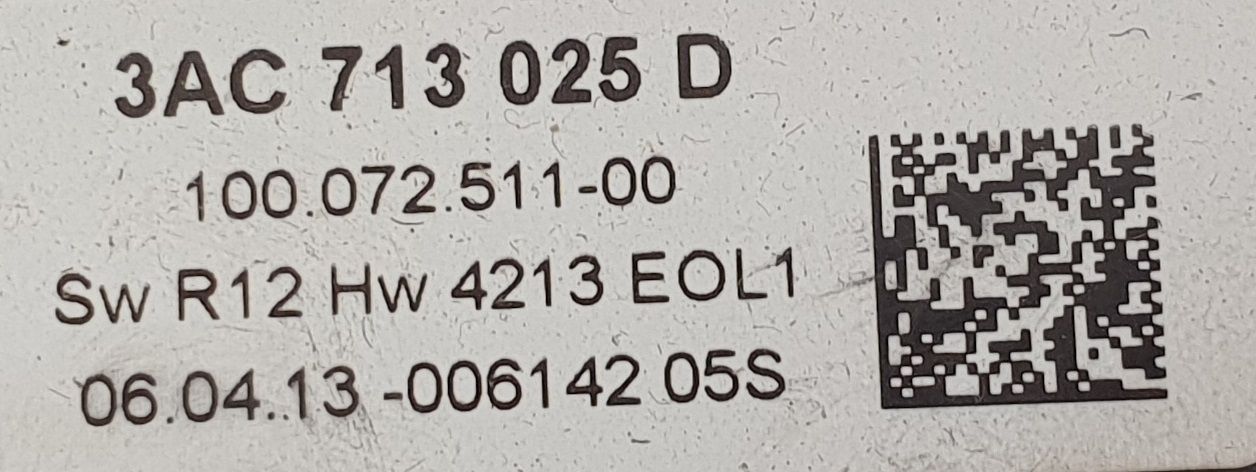 3AC 713 025 D
100.072.511-00
Sw R12 Hw 4213 EOL1
06.04..13 -006142 05S